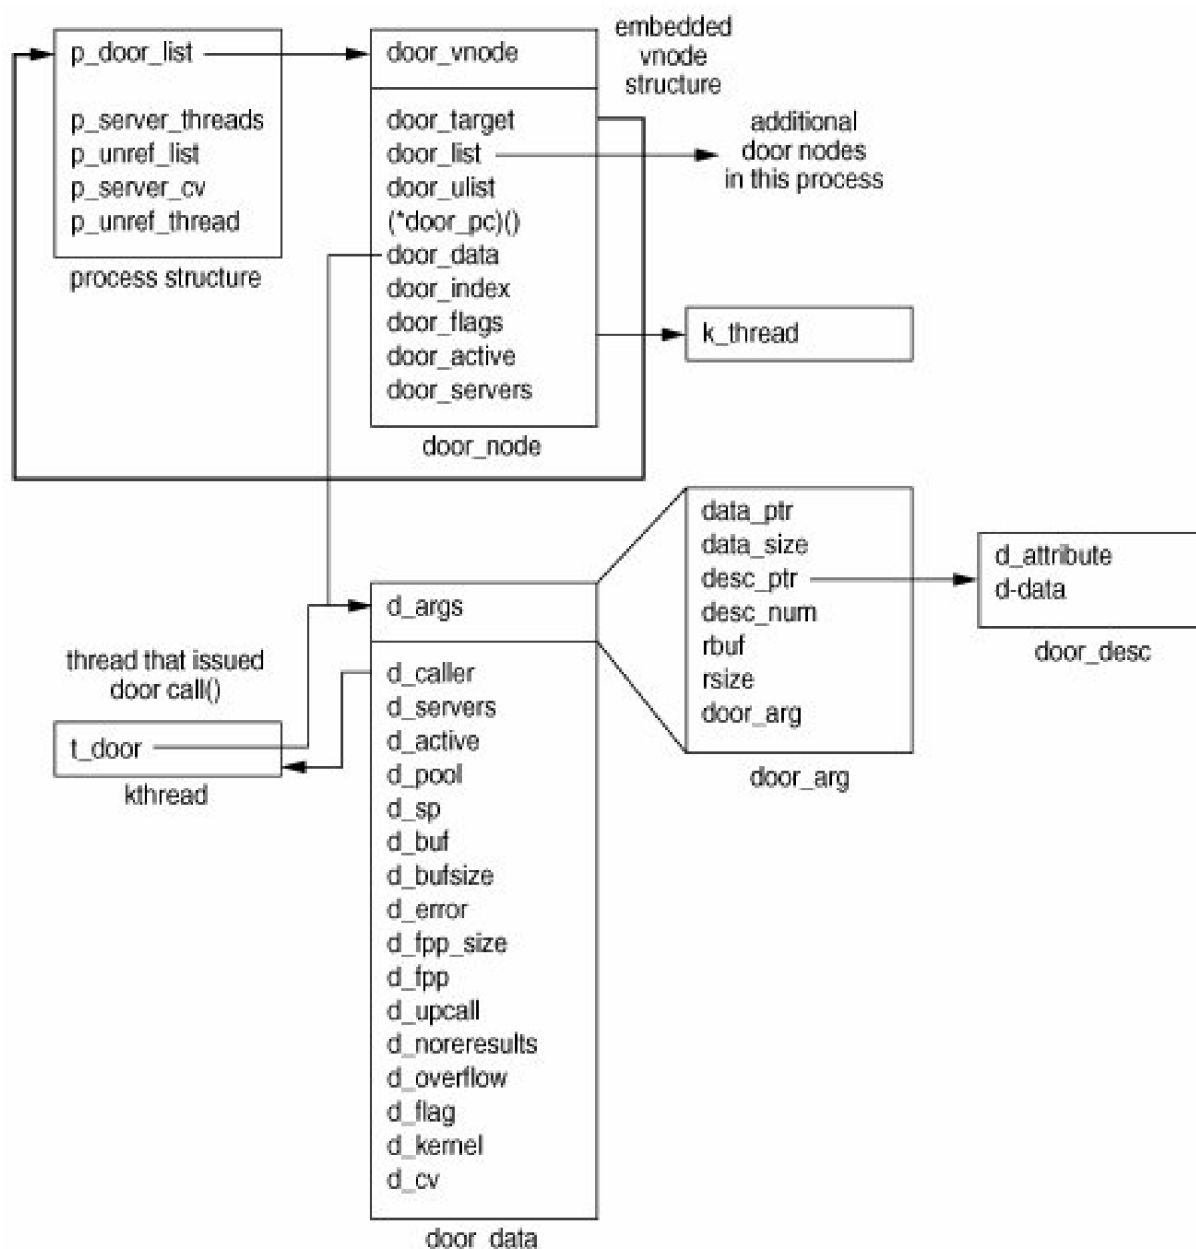 p_door_list
p_server_threads
p_unref_list
p_server_cv
p_unref_thread
process structure
door_vnode
embedded
vnode
structure
door_target
door_list
door_ulist
(*door_pc)()
door_data
door_index
door_flags
door_active
door_servers
door_node
additional
door nodes
in this process
k_thread
data_ptr
data_size
desc_ptr
desc_num
rbuf
rsize
door_arg
door_arg
d_attribute
d-data
door_desc
thread that issued
door call()
t_door
kthread
d_args
d_caller
d_servers
d_active
d_pool
d_sp
d_buf
d_bufsize
d_error
d_fpp_size
d_fpp
d_upcall
d_noreresults
d_overflow
d_flag
d_kernel
d_cv
door_data